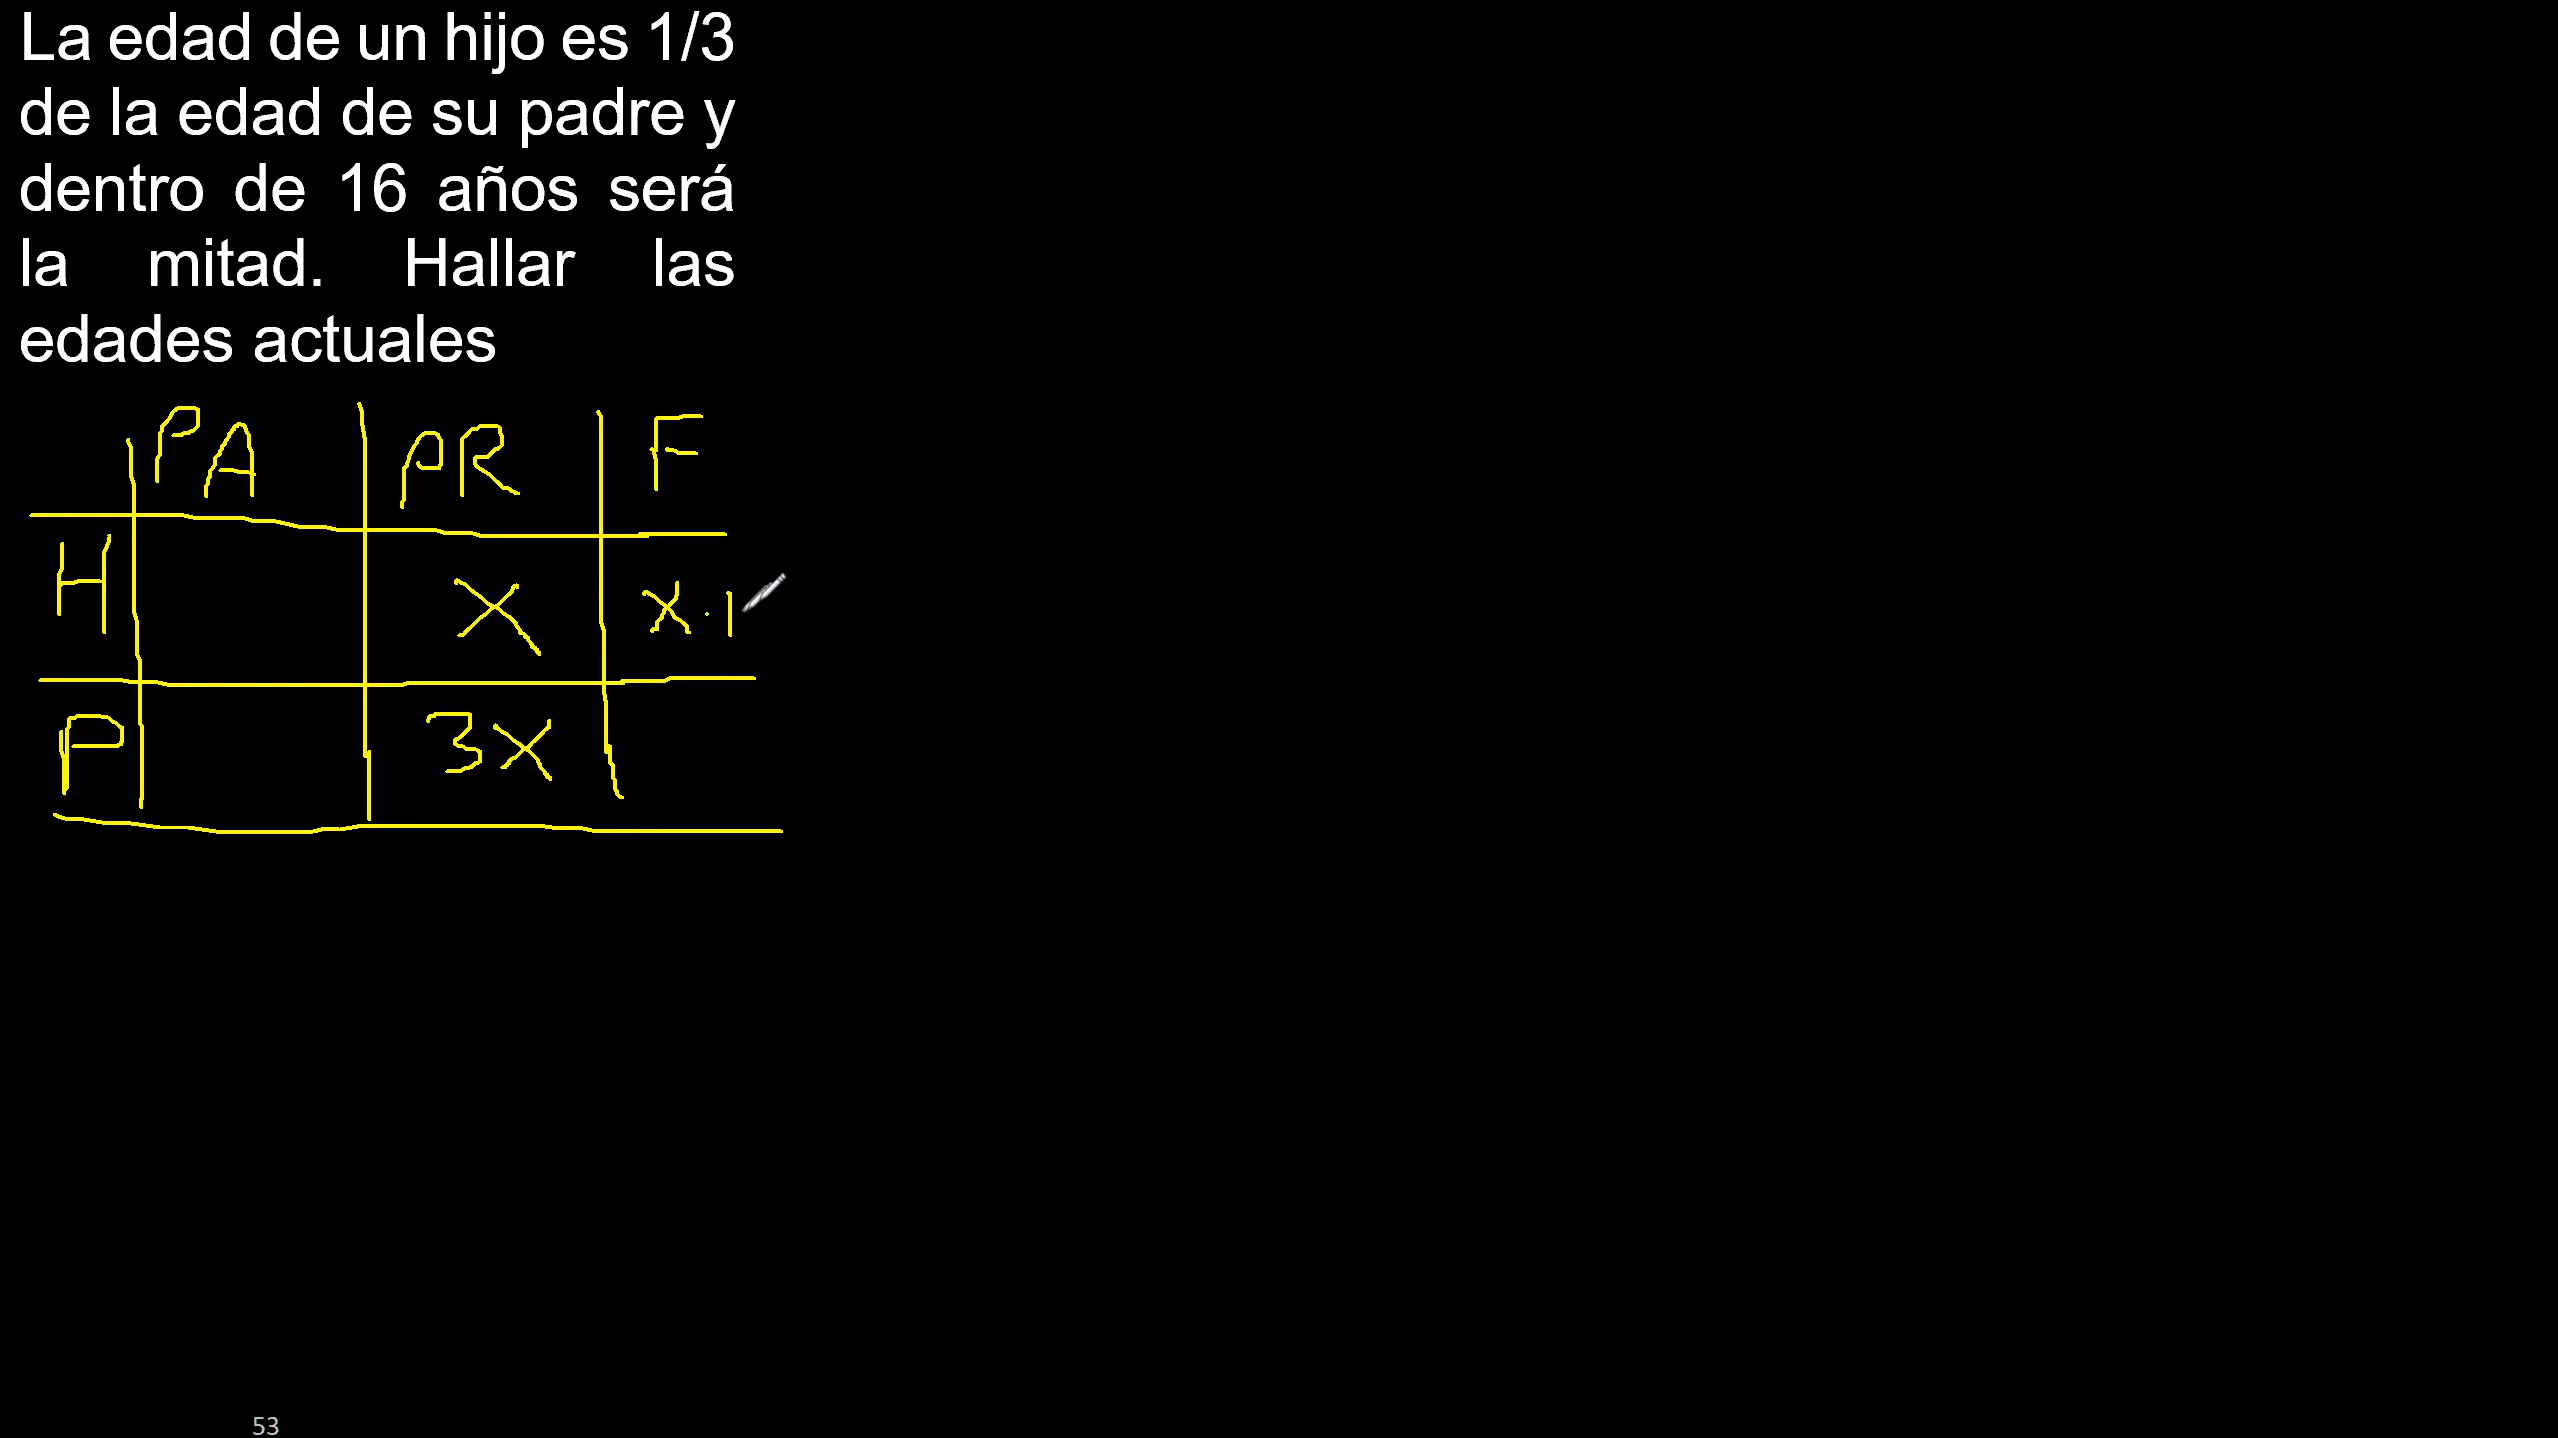 La edad de un hijo es 1/3
de la edad de su padre y
dentro de 16 años será
la mitad. Hallar las
edades actuales
PA PR F
H X X.1
P 3X
53